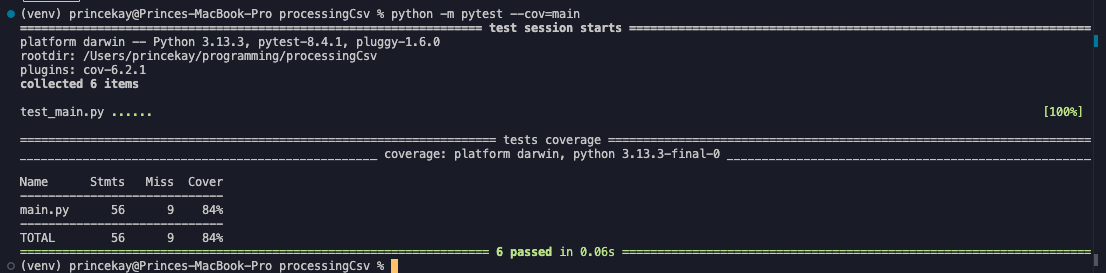 (venv) princekay@Princes-MacBook-Pro processingCsv % python -m pytest --cov=main
test session starts
platform darwin -- Python 3.13.3, pytest-8.4.1, pluggy-1.6.0
rootdir: /Users/princekay/programming/processingCsv
plugins: cov-6.2.1
collected 6 items
test_main.py ...... [100%]
tests coverage
coverage: platform darwin, python 3.13.3-final-0
Name Stmts Miss Cover
main.py 56 9 84%
TOTAL 56 9 84%
6 passed in 0.06s
(venv) princekay@Princes-MacBook-Pro processingCsv %